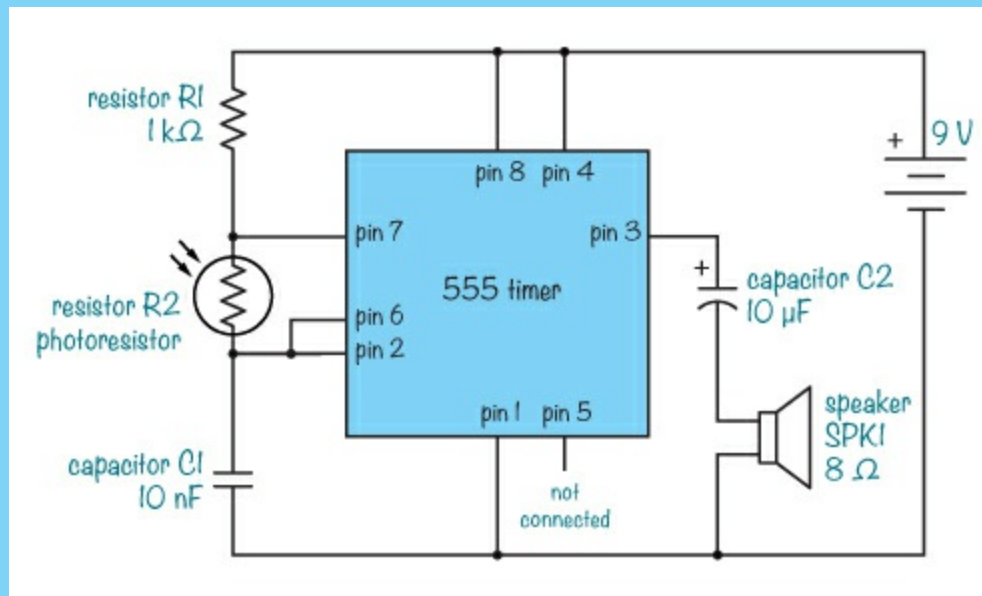 resistor R1
1 kΩ
+
9 V
pin 8 pin 4
pin 7
pin 3
+
capacitor C2
10 µF
555 timer
resistor R2
photoresistor
pin 6
pin 2
pin 1 pin 5
speaker
SPK1
8 Ω
capacitor C1
10 nF
not
connected